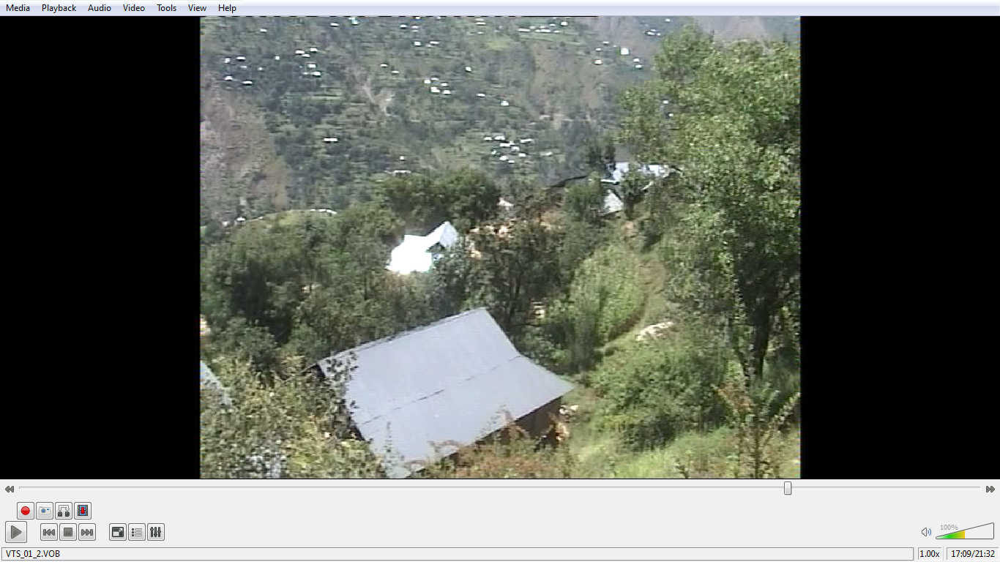 Media Playback Audio Video Tools View Help
100%
VTS_01_2.VOB 1.00x 17:09/21:32